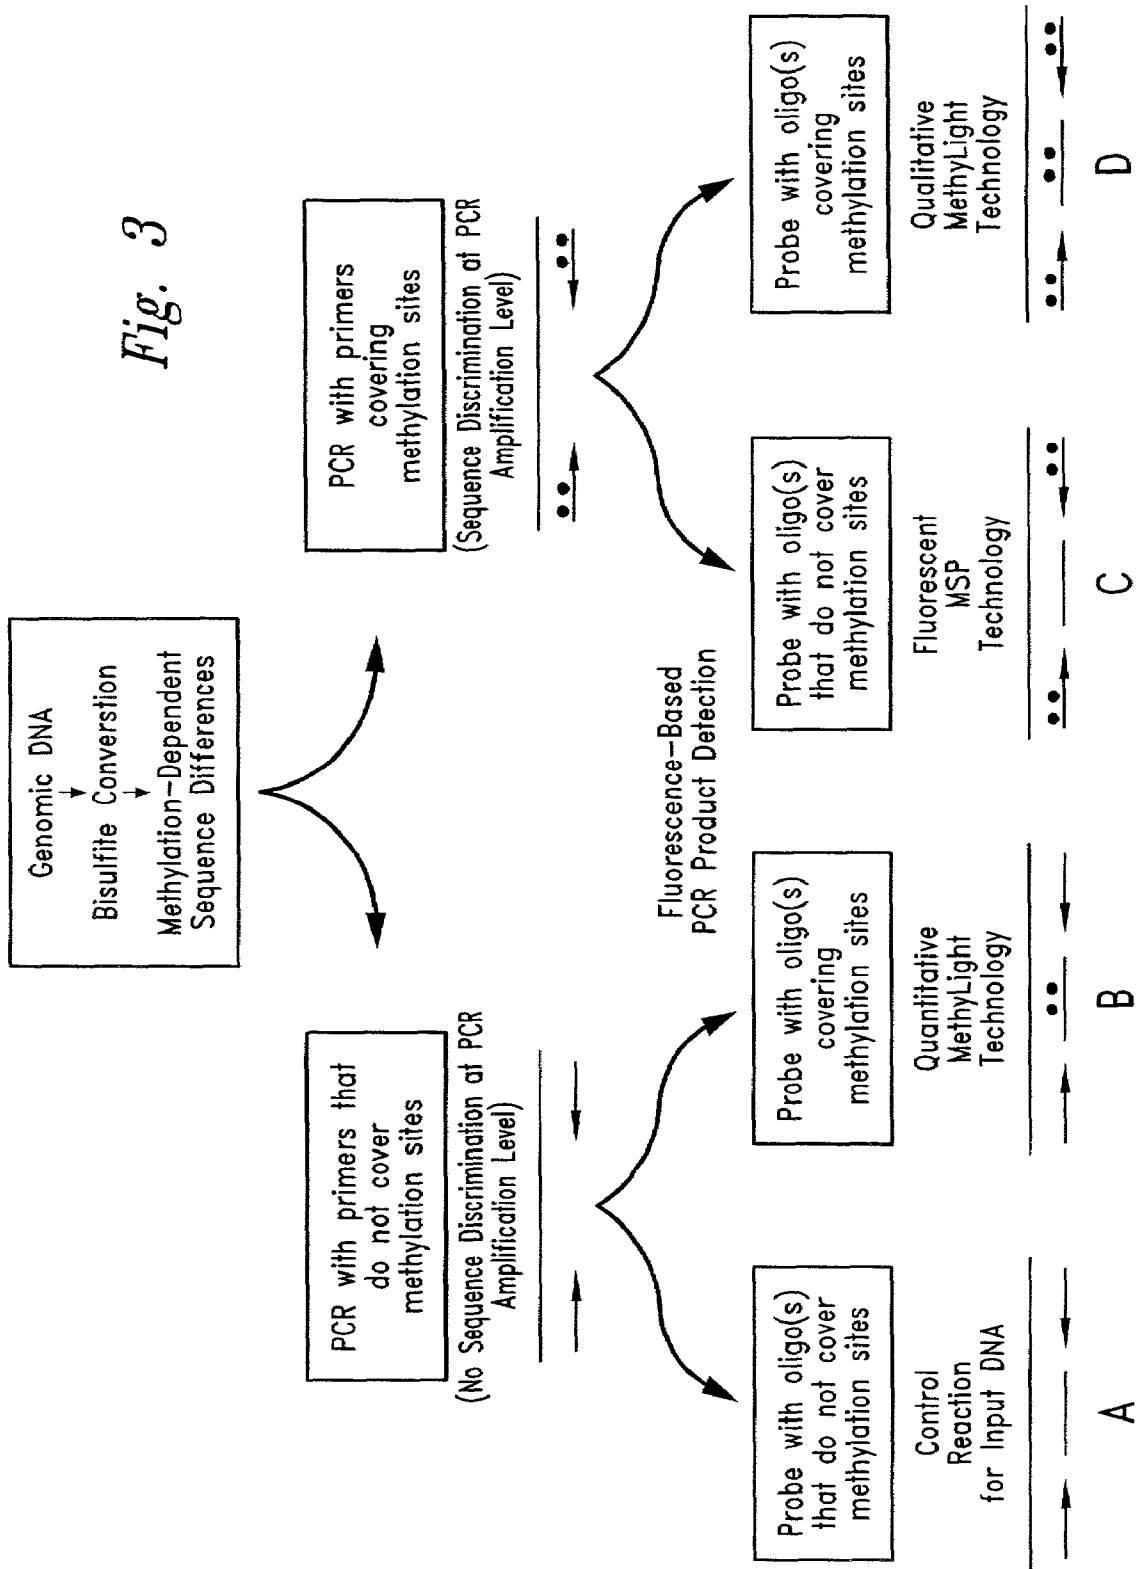 Fig. 3
Genomic DNA
Bisulfite Converstion
Methylation-Dependent
Sequence Differences
PCR with primers that
do not cover
methylation sites
(No Sequence Discrimination at PCR
Amplification Level)
PCR with primers
covering
methylation sites
(Sequence Discrimination at PCR
Amplification Level)
Fluorescence-Based
PCR Product Detection
Probe with oligo(s)
that do not cover
methylation sites
Control
Reaction
for Input DNA
A
Probe with oligo(s)
covering
methylation sites
Quantitative
MethyLight
Technology
B
Probe with oligo(s)
that do not cover
methylation sites
Fluorescent
MSP
Technology
C
Probe with oligo(s)
covering
methylation sites
Qualitative
MethyLight
Technology
D